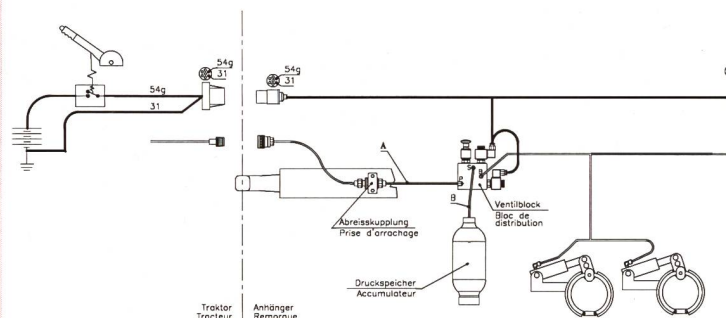 54g
31
54g
31
54g
31
A
S
B
P
R
B
Ventilblock
Bloc de
distribution
Abreisskupplung
Prise d'arrachage
Druckspeicher
Accumulateur
Traktor
Tracteur
Anhänger
Remorque